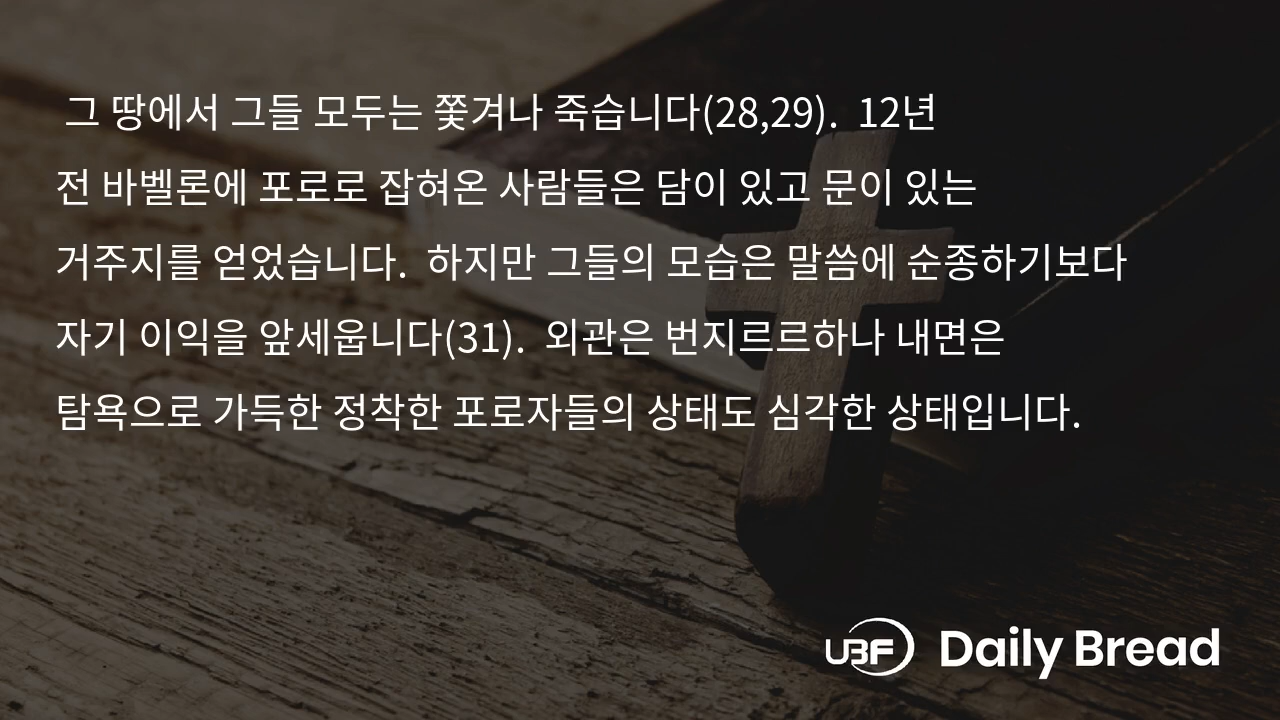 그 땅에서 그들 모두는 쫓겨나 죽습니다(28,29).  12년
전 바벨론에 포로로 잡혀온 사람들은 담이 있고 문이 있는
거주지를 얻었습니다.  하지만 그들의 모습은 말씀에 순종하기보다
자기 이익을 앞세웁니다(31).  외관은 번지르르하나 내면은
탐욕으로 가득한 정착한 포로자들의 상태도 심각한 상태입니다.
UBF Daily Bread